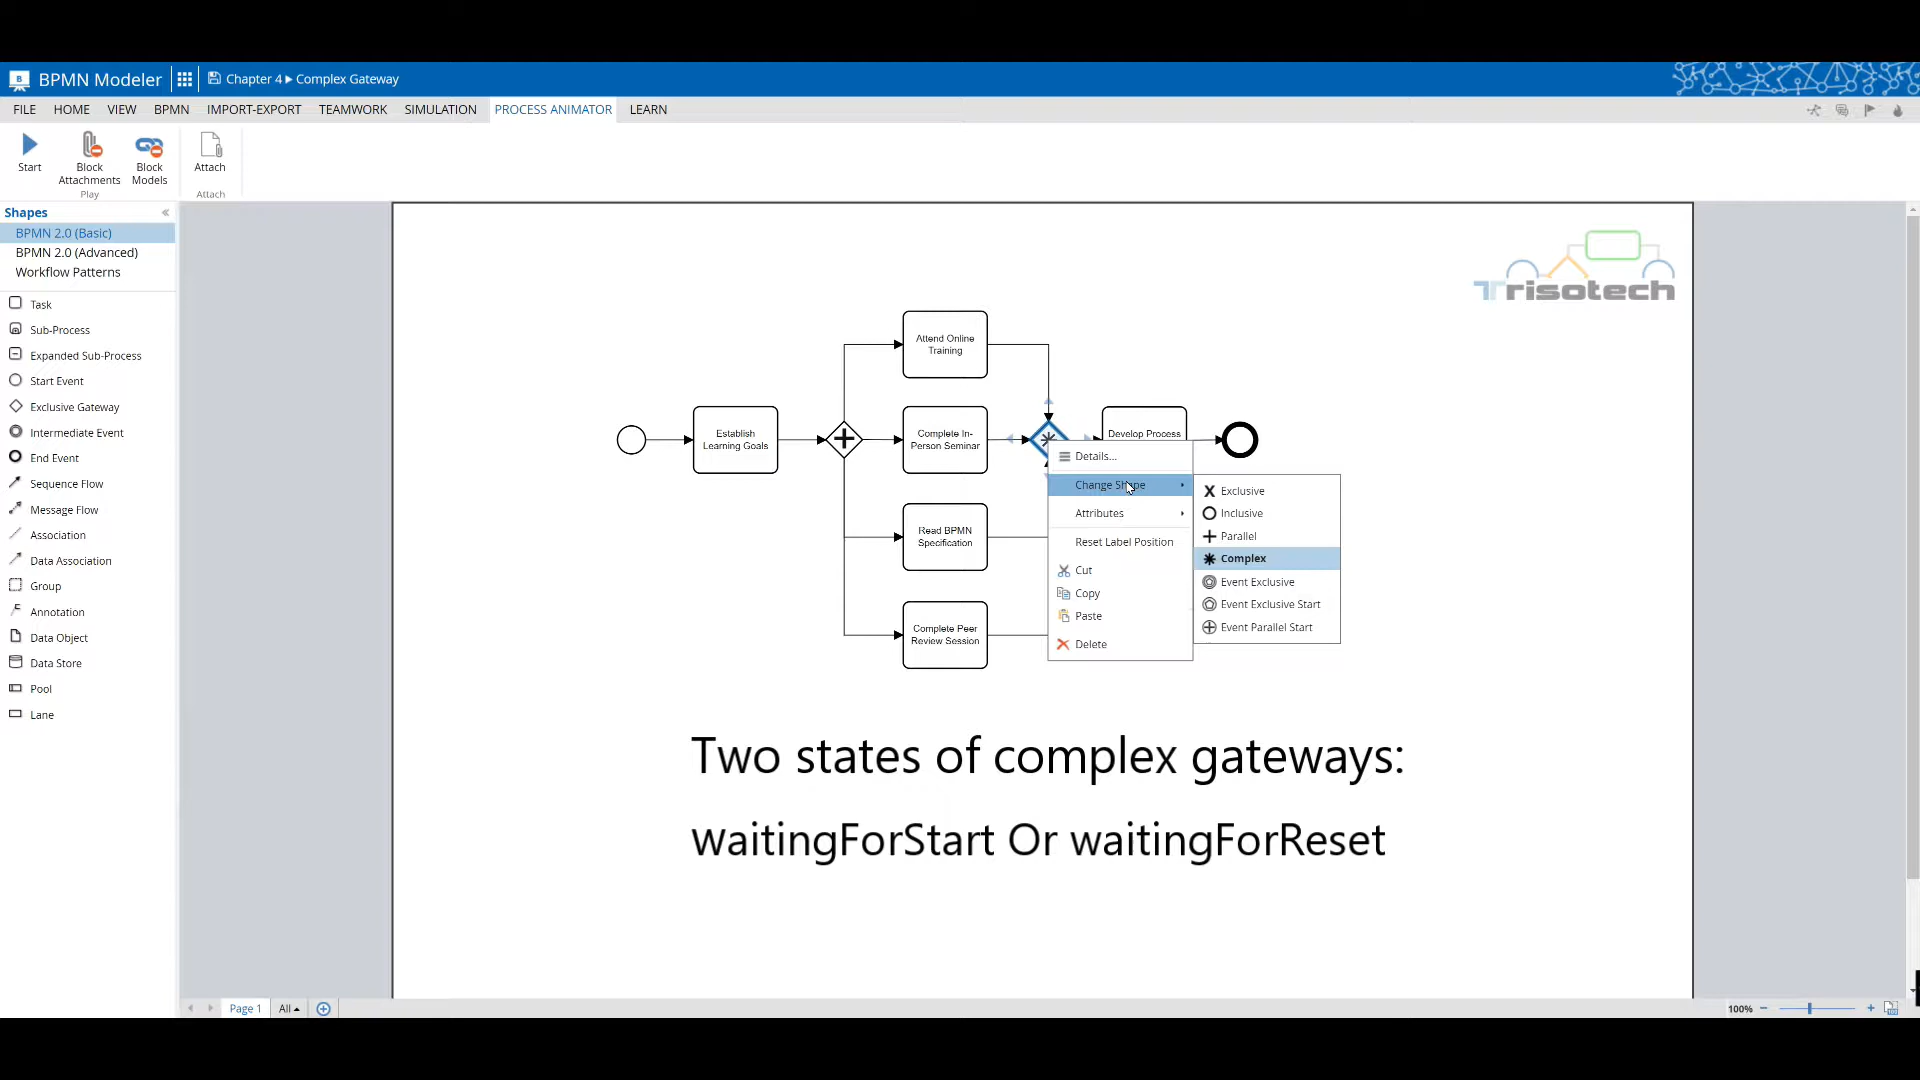 BPMN Modeler
Chapter 4 ▸ Complex Gateway
FILE HOME VIEW BPMN IMPORT-EXPORT TEAMWORK SIMULATION PROCESS ANIMATOR LEARN
Start
Block
Attachments
Block
Models
Attach
Play
Attach
Shapes
BPMN 2.0 (Basic)
BPMN 2.0 (Advanced)
Workflow Patterns
Task
Sub-Process
Expanded Sub-Process
Start Event
Exclusive Gateway
Intermediate Event
End Event
Sequence Flow
Message Flow
Association
Data Association
Group
Annotation
Data Object
Data Store
Pool
Lane
Trisotech
Establish
Learning Goals
Attend Online
Training
Complete In-
Person Seminar
Read BPMN
Specification
Complete Peer
Review Session
Develop Process
Details...
Change Shape
Attributes
Reset Label Position
Cut
Copy
Paste
Delete
Exclusive
Inclusive
Parallel
Complex
Event Exclusive
Event Exclusive Start
Event Parallel Start
Two states of complex gateways:
waitingForStart Or waitingForReset
Page 1 All
100%